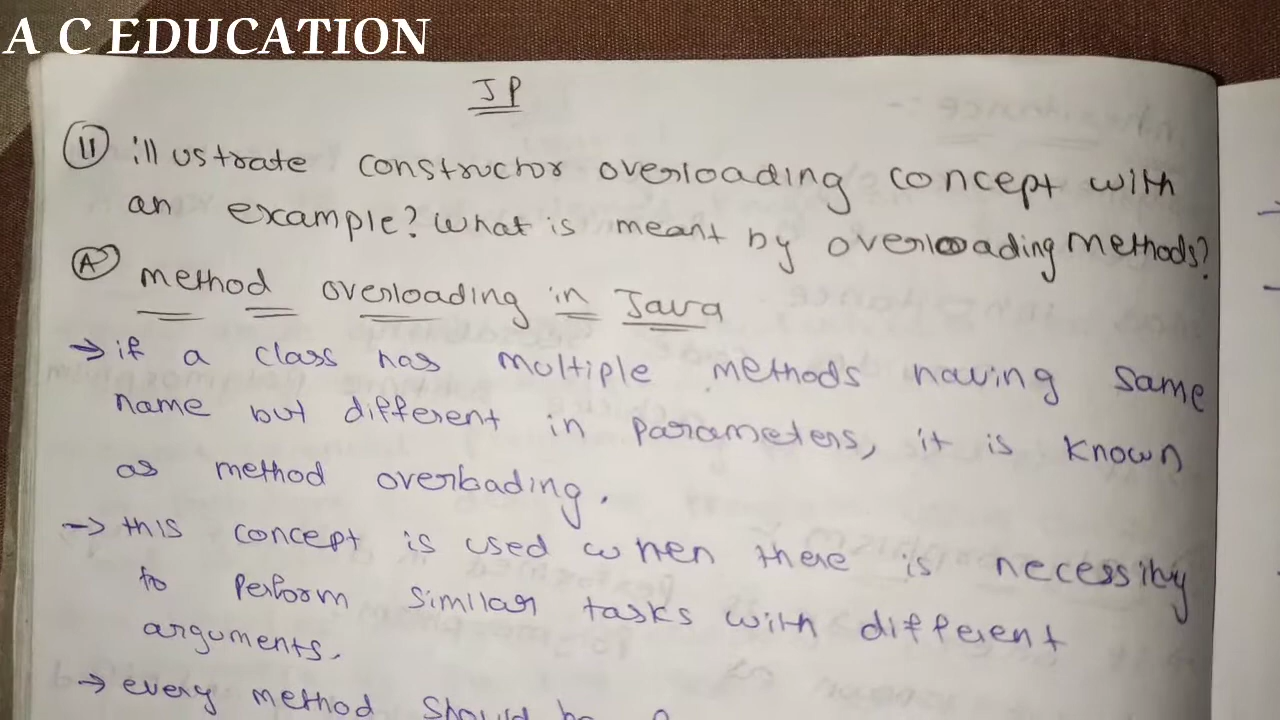 A C EDUCATION
JP
11 illustrate constructor overloading concept with
an example? What is meant by overloading methods?
A method overloading in Java
→ if a class has multiple methods having same
name but different in parameters, it is known
as method overloading.
→ this concept is used when there is necessity
to perform similar tasks with different
arguments.
→ every method should be